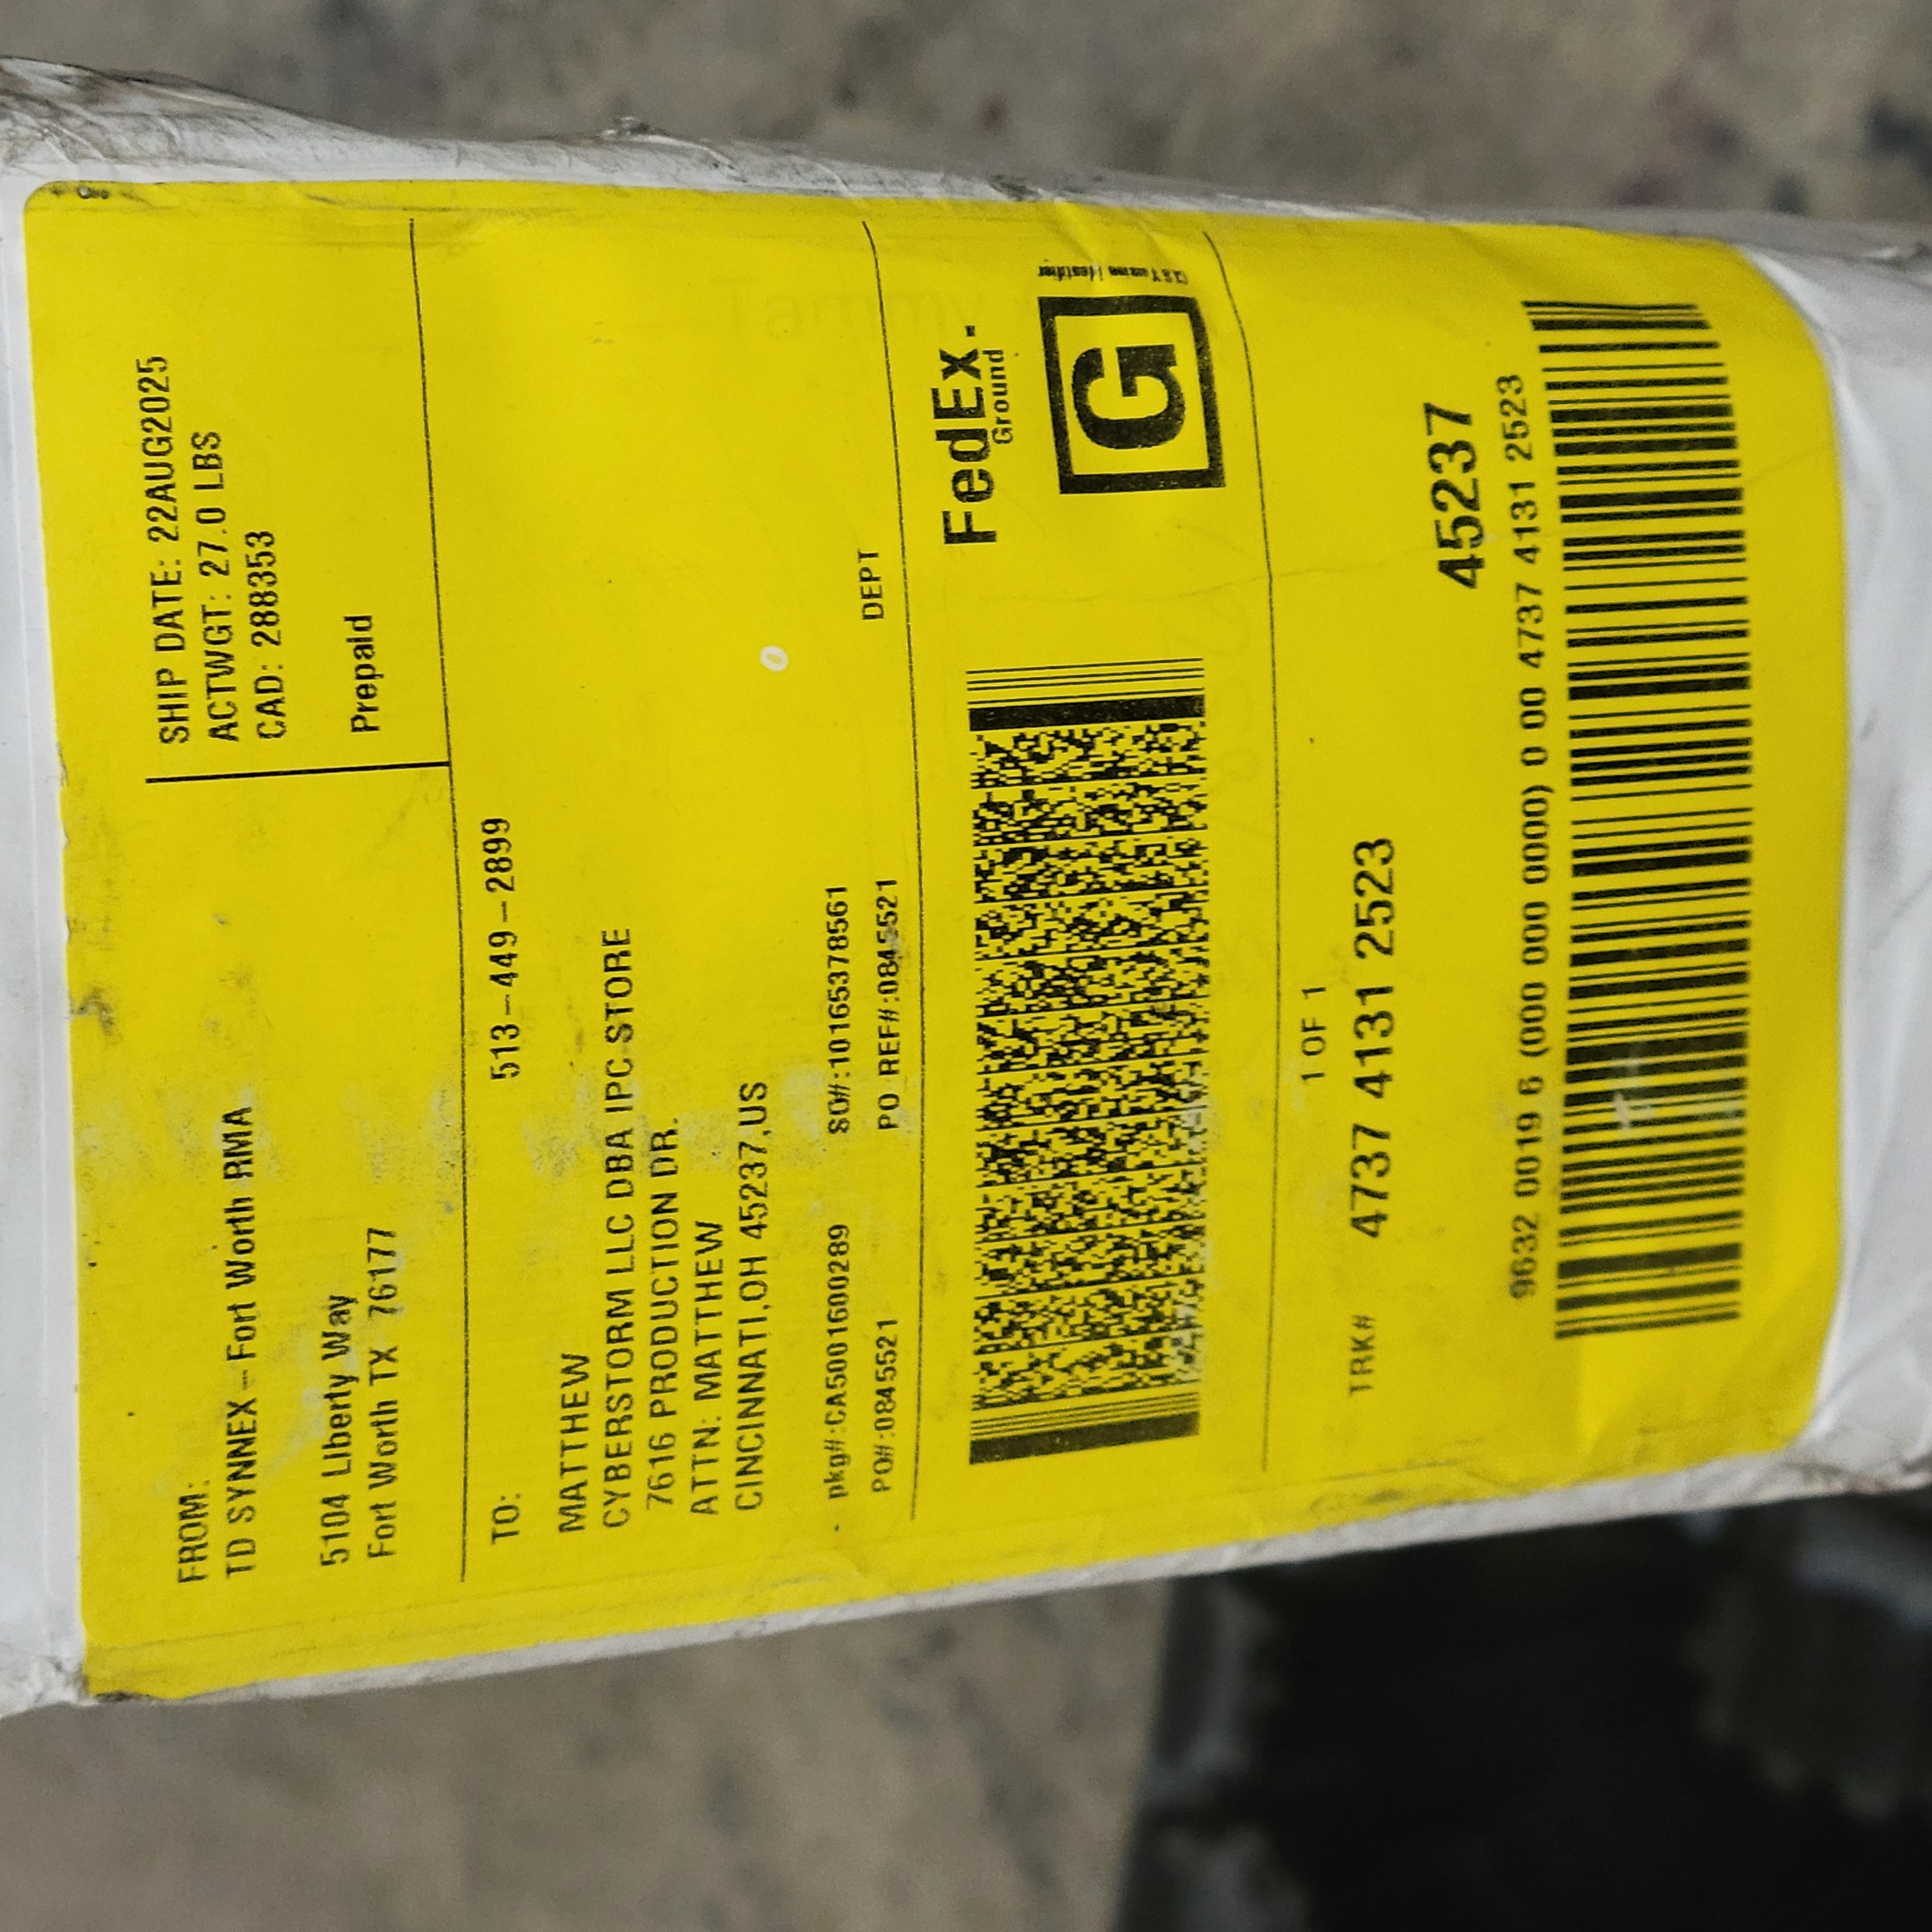 FROM:
TD SYNNEX - Fort Worth RMA
5104 Liberty Way
Fort Worth TX 76177
SHIP DATE: 22AUG2025
ACTWGT: 27.0 LBS
CAD: 288353
Prepaid
TO:
513-449-2899
MATTHEW
CYBERSTORM LLC DBA IPC STORE
7616 PRODUCTION DR.
ATTN: MATTHEW
CINCINNATI,OH 45237,US
pkg#:CA5001600289 SO#:10165378561
PO#:0845521 PO REF#:0845521 DEPT
FedEx
Ground
G
1 OF 1
TRK# 4737 4131 2523
45237
9632 0019 6 (000 000 0000) 0 00 4737 4131 2523